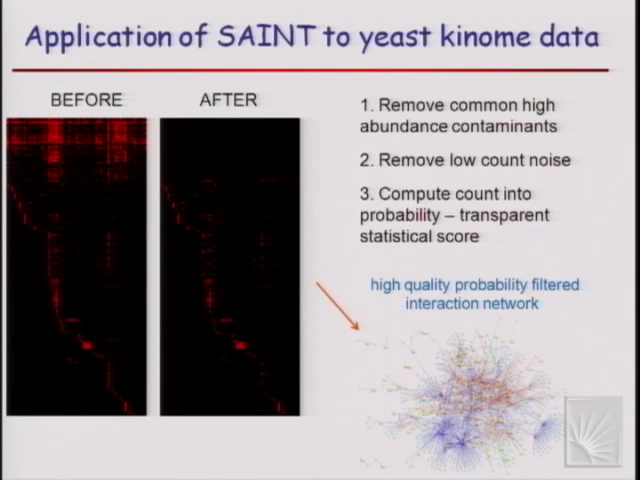 Application of SAINT to yeast kinome data
BEFORE
AFTER
1. Remove common high
abundance contaminants
2. Remove low count noise
3. Compute count into
probability – transparent
statistical score
high quality probability filtered
interaction network